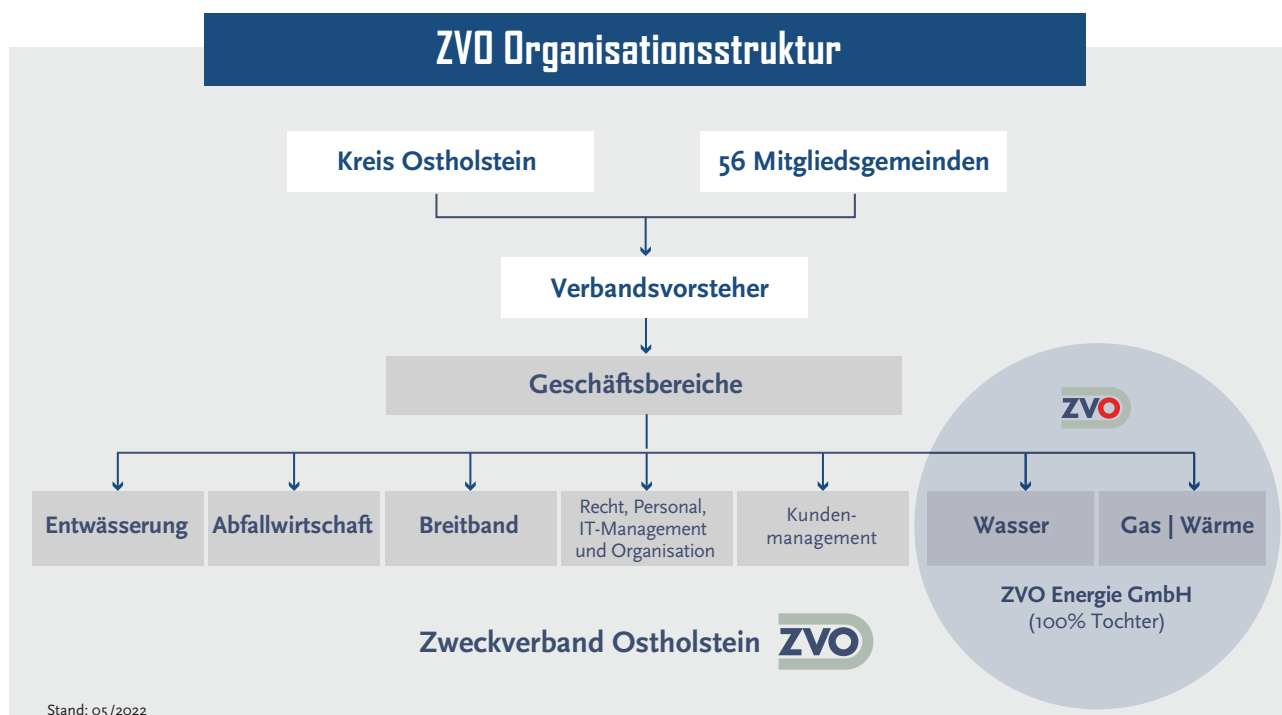 ZVO Organisationsstruktur
Kreis Ostholstein
56 Mitgliedsgemeinden
Verbandsvorsteher
Geschäftsbereiche
ZVO
Entwässerung
Abfallwirtschaft
Breitband
Recht, Personal,
IT-Management
und Organisation
Kunden-
management
Wasser
Gas | Wärme
ZVO Energie GmbH
(100% Tochter)
Zweckverband Ostholstein ZVO
Stand: 05/2022